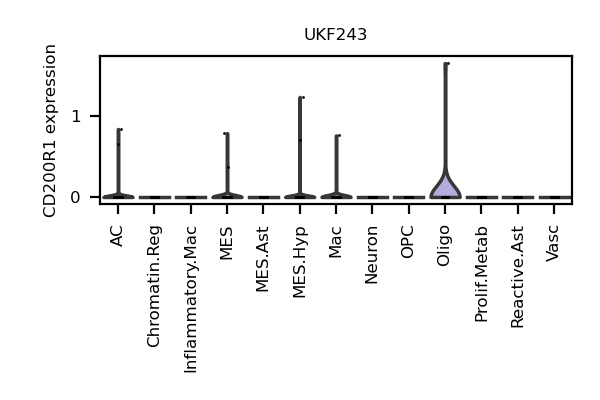 UKF243
CD200R1 expression
1
0
AC
Chromatin.Reg
Inflammatory.Mac
MES
MES.Ast
MES.Hyp
Mac
Neuron
OPC
Oligo
Prolif.Metab
Reactive.Ast
Vasc